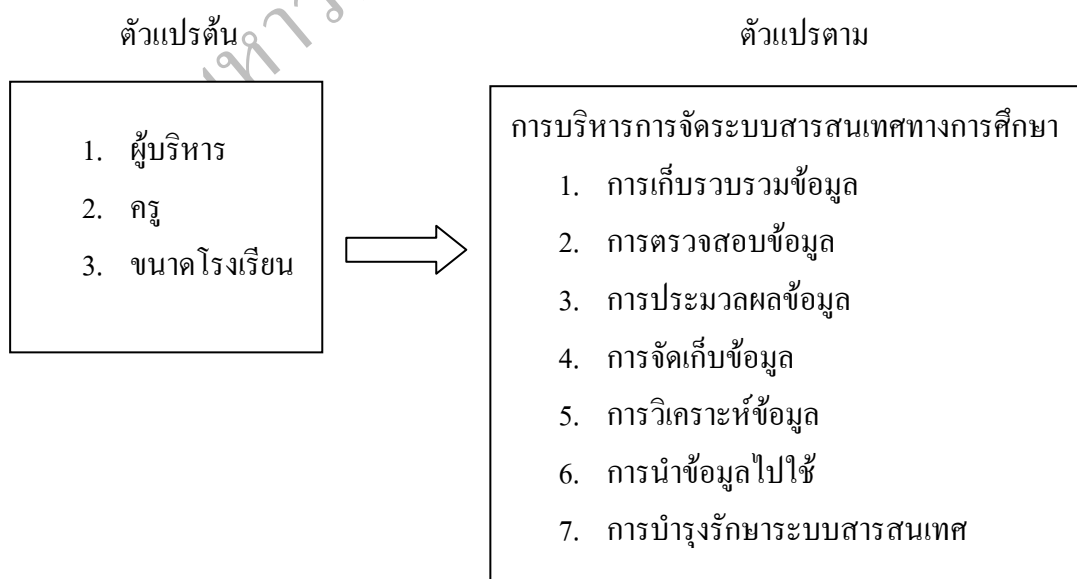 ตัวแปรต้น
ตัวแปรตาม
1. ผู้บริหาร
2. ครู
3. ขนาดโรงเรียน
การบริหารการจัดระบบสารสนเทศทางการศึกษา
1. การเก็บรวบรวมข้อมูล
2. การตรวจสอบข้อมูล
3. การประมวลผลข้อมูล
4. การจัดเก็บข้อมูล
5. การวิเคราะห์ข้อมูล
6. การนำข้อมูลไปใช้
7. การบำรุงรักษาระบบสารสนเทศ